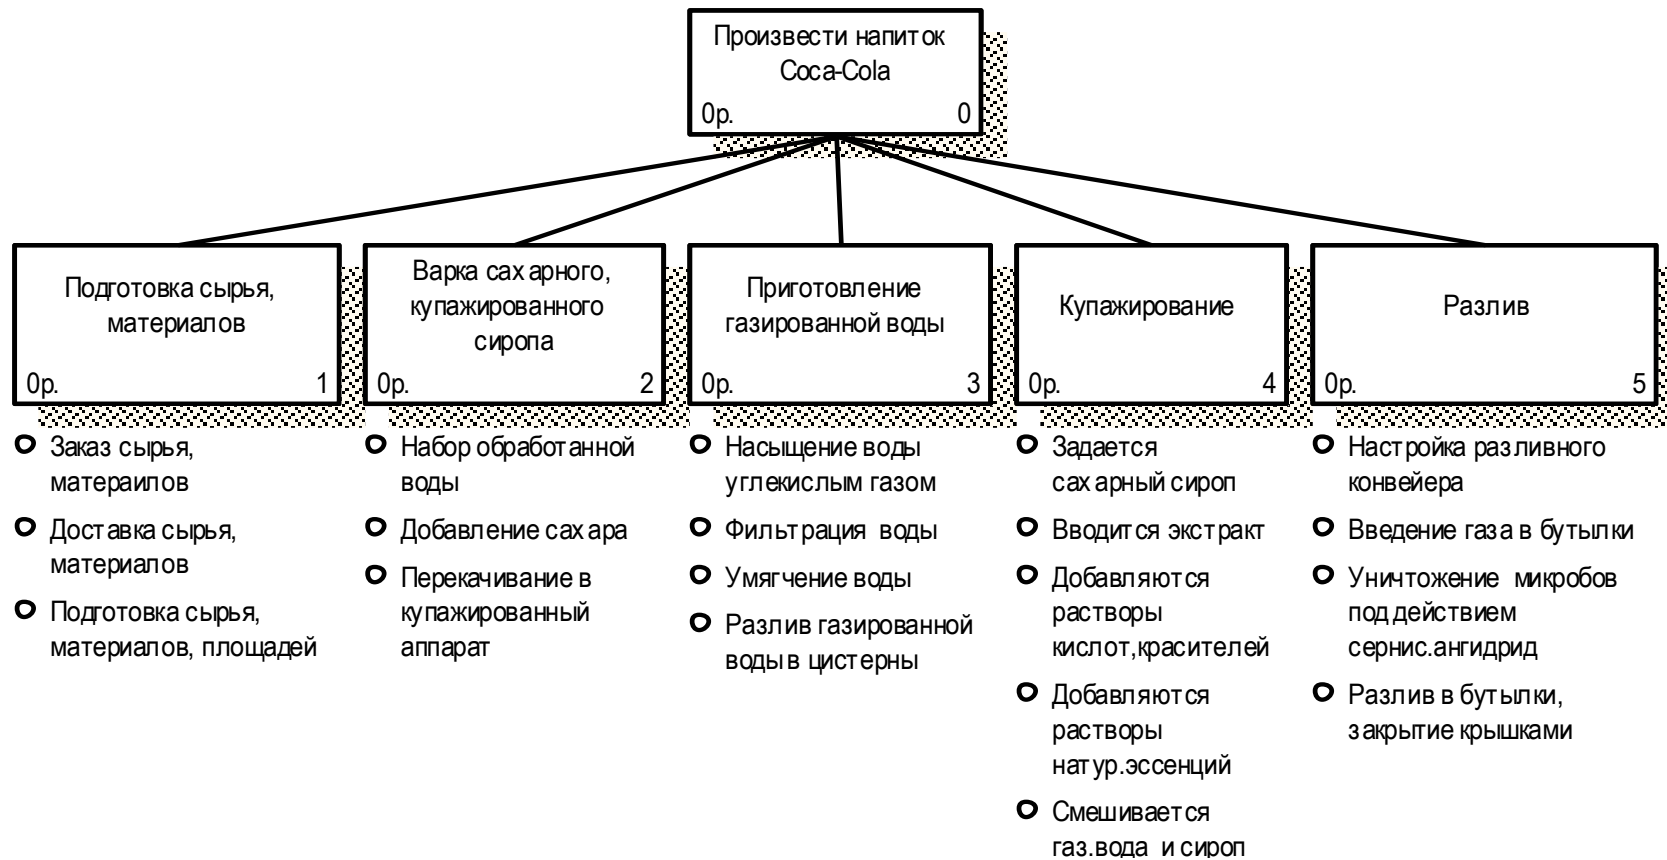 Произвести напиток
Coca-Cola
0р. 0
Подготовка сырья,
материалов
0р. 1
Варка сахарного,
купажированного
сиропа
0р. 2
Приготовление
газированной воды
0р. 3
Купажирование
0р. 4
Разлив
0р. 5
Заказ сырья,
матераилов
Доставка сырья,
материалов
Подготовка сырья,
материалов, площадей
Набор обработанной
воды
Добавление сахара
Перекачивание в
купажированный
аппарат
Насыщение воды
углекислым газом
Фильтрация воды
Умягчение воды
Разлив газированной
воды в цистерны
Задается
сахарный сироп
Вводится экстракт
Добавляются
растворы
кислот,красителей
Добавляются
растворы
натур.эссенций
Смешивается
газ.вода и сироп
Настройка разливного
конвейера
Введение газа в бутылки
Уничтожение микробов
под действием
сернис.ангидрид
Разлив в бутылки,
закрытие крышками